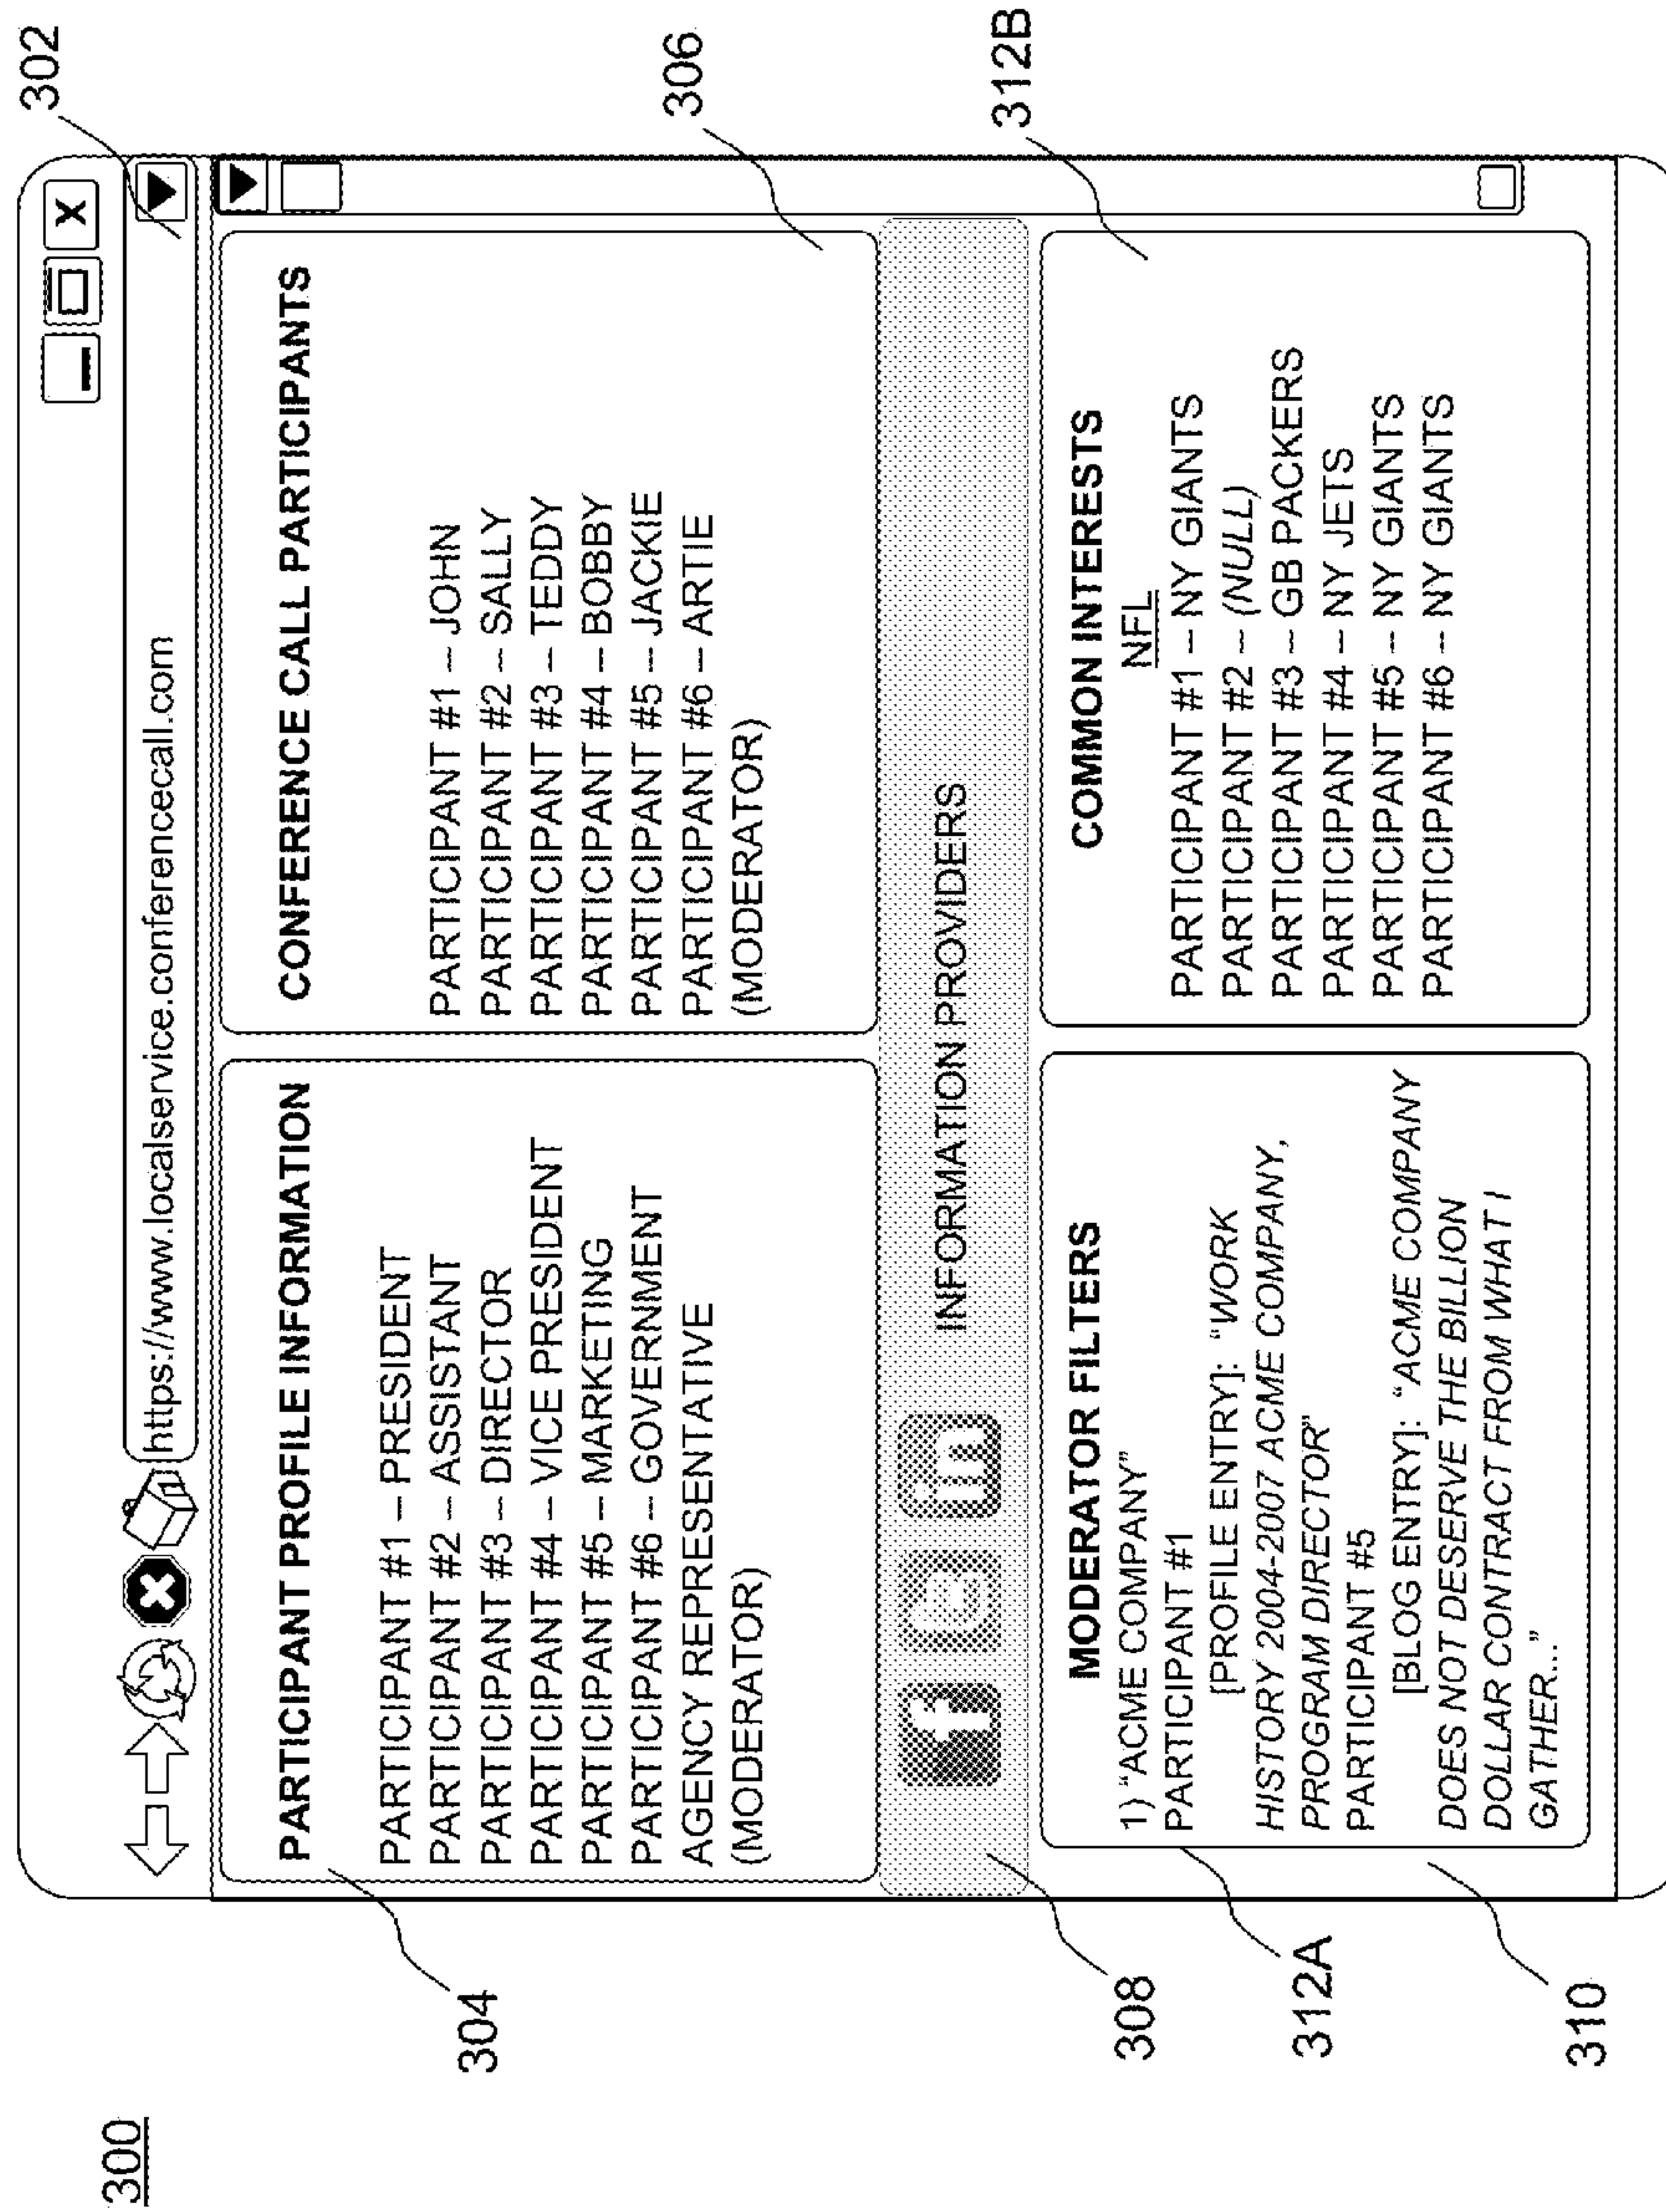 300
302
X
https://www.localservice.conferencecall.com
304
PARTICIPANT PROFILE INFORMATION
PARTICIPANT #1 – PRESIDENT
PARTICIPANT #2 – ASSISTANT
PARTICIPANT #3 – DIRECTOR
PARTICIPANT #4 – VICE PRESIDENT
PARTICIPANT #5 – MARKETING
PARTICIPANT #6 – GOVERNMENT
AGENCY REPRESENTATIVE
(MODERATOR)
CONFERENCE CALL PARTICIPANTS
PARTICIPANT #1 – JOHN
PARTICIPANT #2 – SALLY
PARTICIPANT #3 – TEDDY
PARTICIPANT #4 – BOBBY
PARTICIPANT #5 – JACKIE
PARTICIPANT #6 – ARTIE
(MODERATOR)
306
308
f
in
INFORMATION PROVIDERS
312A
MODERATOR FILTERS
1) “ACME COMPANY”
PARTICIPANT #1
[PROFILE ENTRY]: “WORK
HISTORY 2004-2007 ACME COMPANY,
PROGRAM DIRECTOR”
PARTICIPANT #5
[BLOG ENTRY]: “ACME COMPANY
DOES NOT DESERVE THE BILLION
DOLLAR CONTRACT FROM WHAT I
GATHER...”
312B
COMMON INTERESTS
NFL
PARTICIPANT #1 – NY GIANTS
PARTICIPANT #2 – (NULL)
PARTICIPANT #3 – GB PACKERS
PARTICIPANT #4 – NY JETS
PARTICIPANT #5 – NY GIANTS
PARTICIPANT #6 – NY GIANTS
310